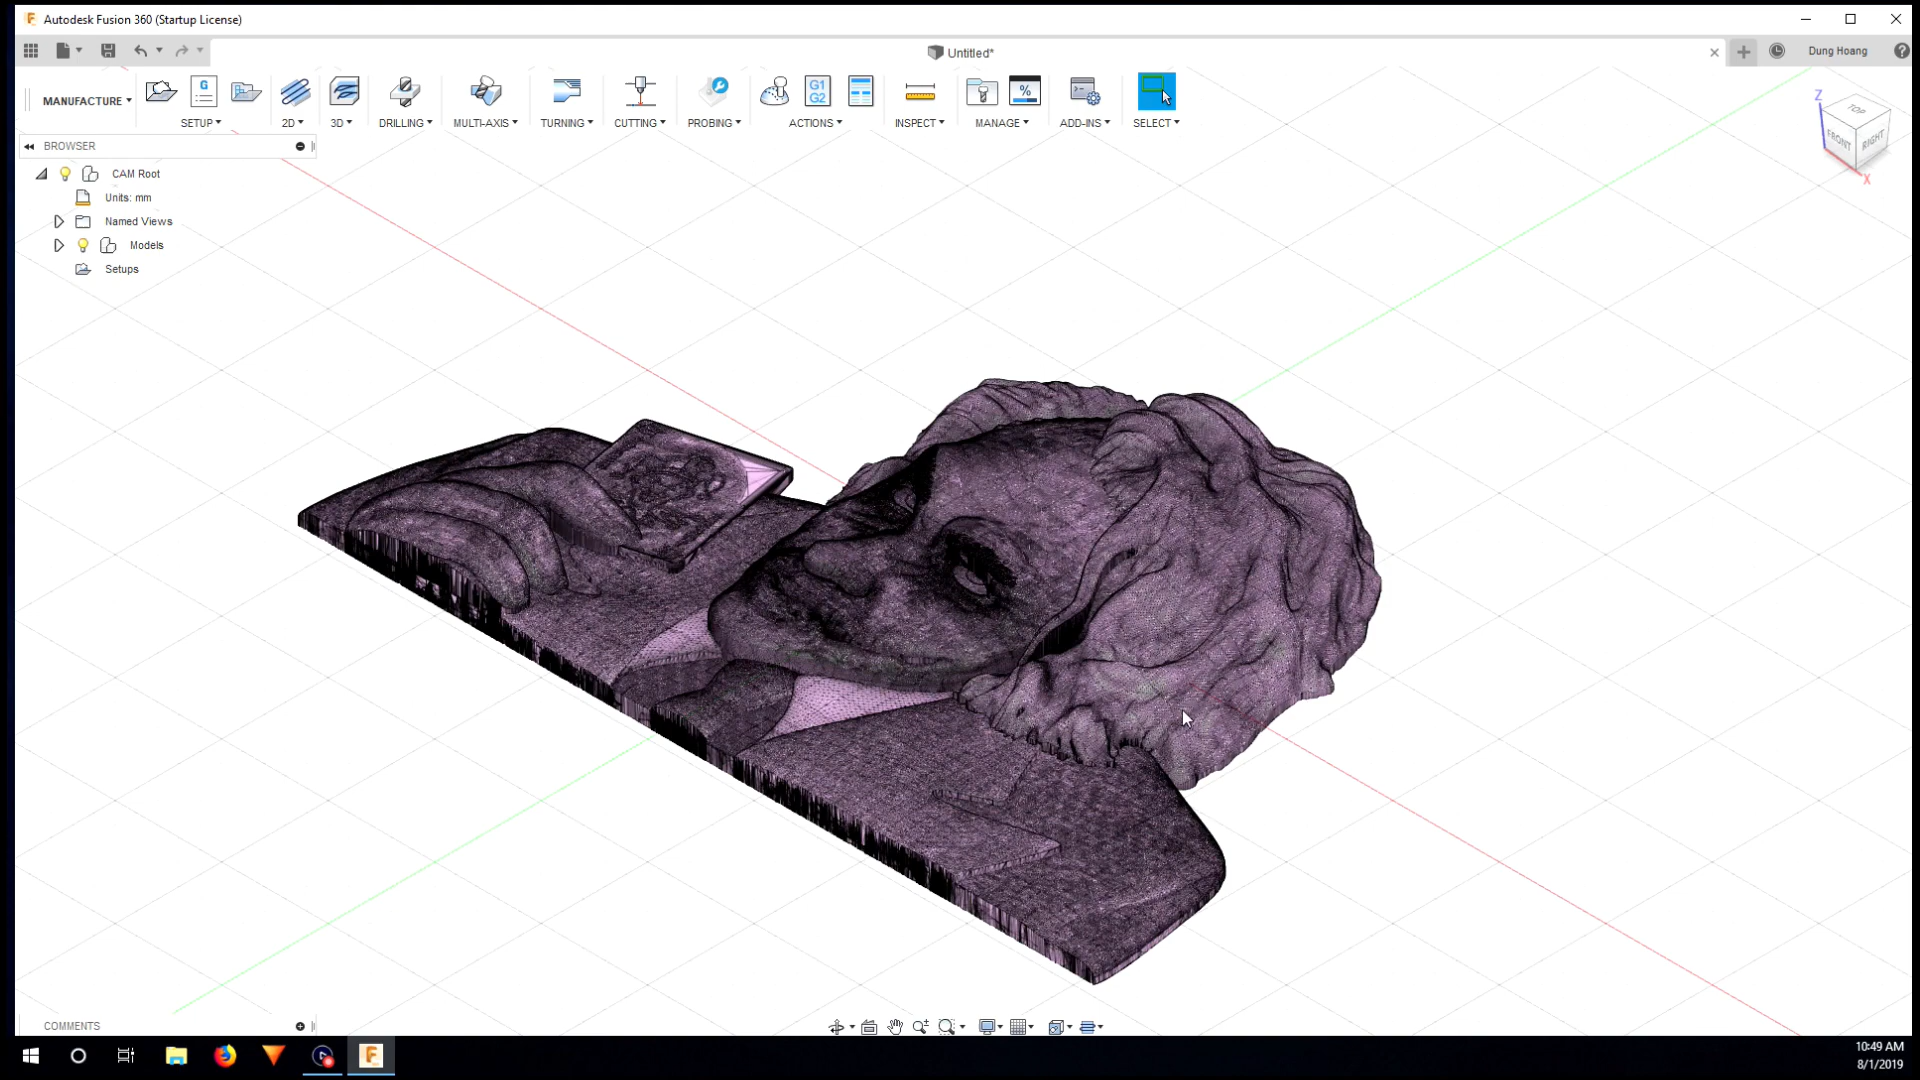 Autodesk Fusion 360 (Startup License)
Untitled*
Dung Hoang
MANUFACTURE
SETUP
2D
3D
DRILLING
MULTI-AXIS
TURNING
CUTTING
PROBING
ACTIONS
INSPECT
MANAGE
ADD-INS
SELECT
G
G1
G2
%
BROWSER
CAM Root
Units: mm
Named Views
Models
Setups
Z
TOP
FRONT
RIGHT
X
COMMENTS
10:49 AM
8/1/2019